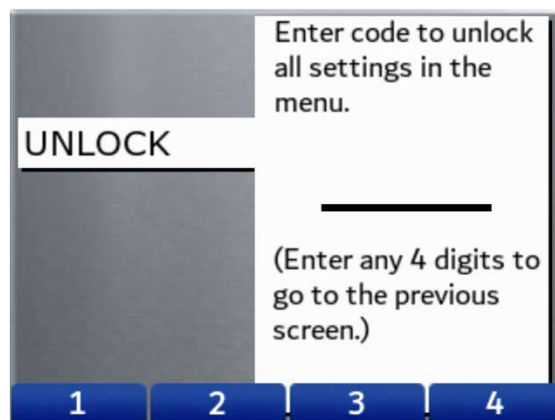 Enter code to unlock
all settings in the
menu.
UNLOCK
(Enter any 4 digits to
go to the previous
screen.)
1 2 3 4